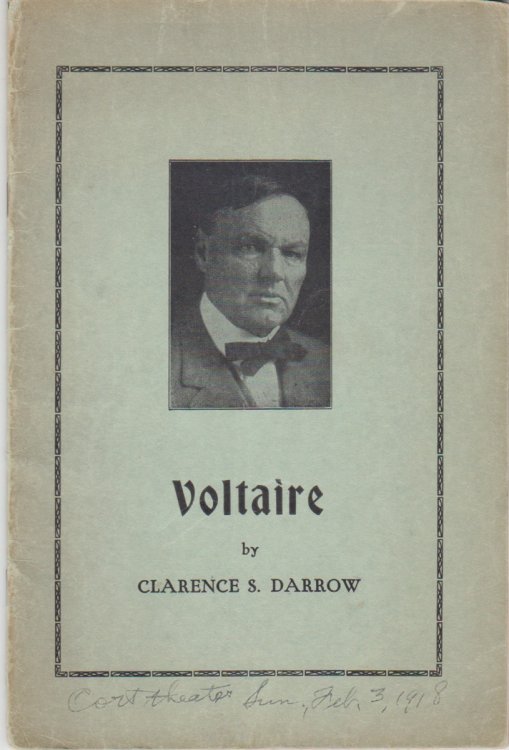 Voltaire
by
CLARENCE S. DARROW
Cort theater Sun., Feb. 3, 1918